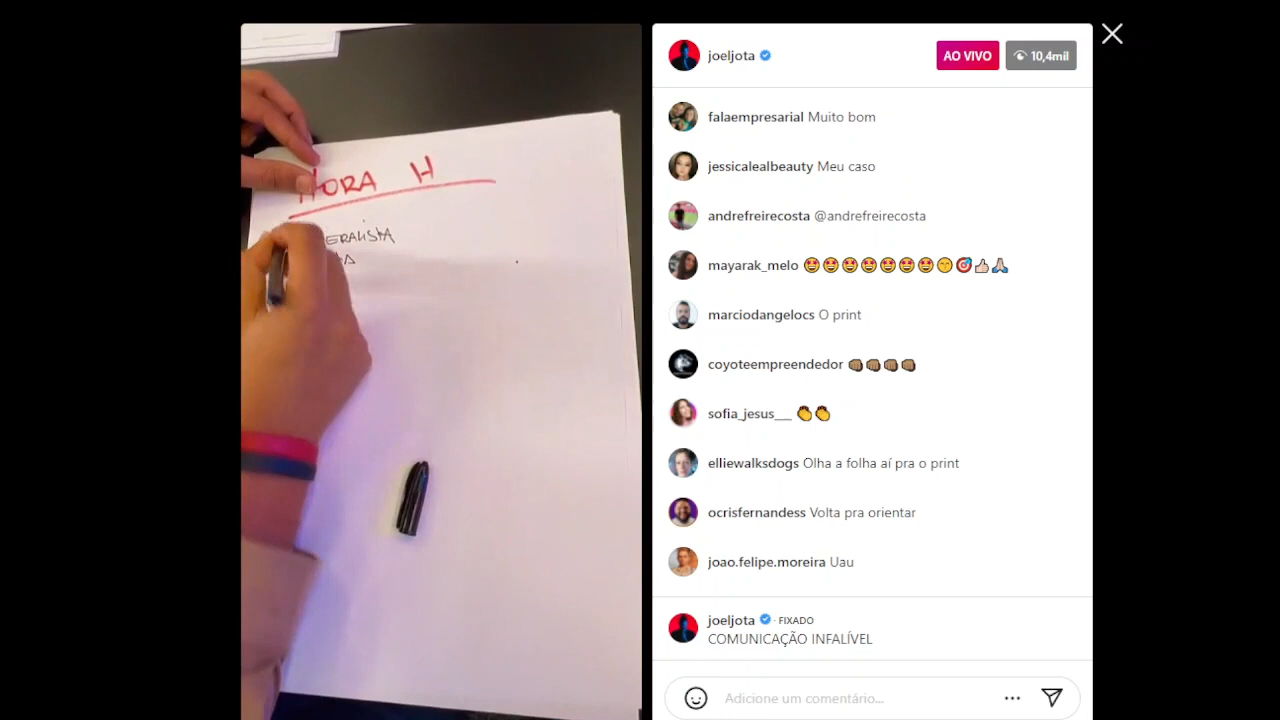 HORA H
joeljota
AO VIVO
10,4mil
falaempresarial Muito bom
jessicalealbeauty Meu caso
andrefreirecosta @andrefreirecosta
mayarak_melo 🤩🤩🤩🤩🤩🤩🤩😁🎯👍🏻🙏🏻
marciodangelocs O print
coyoteempreendedor 👊🏽👊🏽👊🏽👊🏽
sofia_jesus___ 👏👏
elliewalksdogs Olha a folha aí pra o print
ocrisfernandess Volta pra orientar
joao.felipe.moreira Uau
joeljota · FIXADO
COMUNICAÇÃO INFALÍVEL
Adicione um comentário...